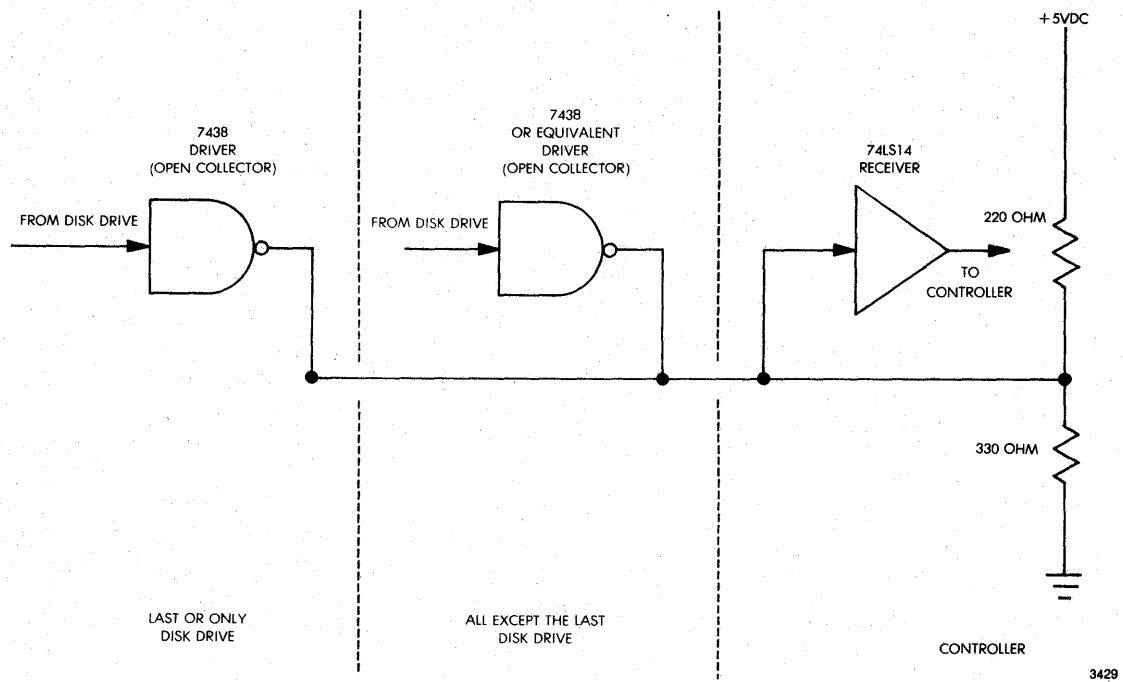 +5VDC
7438
DRIVER
(OPEN COLLECTOR)
7438
OR EQUIVALENT
DRIVER
(OPEN COLLECTOR)
74LS14
RECEIVER
FROM DISK DRIVE
FROM DISK DRIVE
220 OHM
TO
CONTROLLER
330 OHM
LAST OR ONLY
DISK DRIVE
ALL EXCEPT THE LAST
DISK DRIVE
CONTROLLER
3429